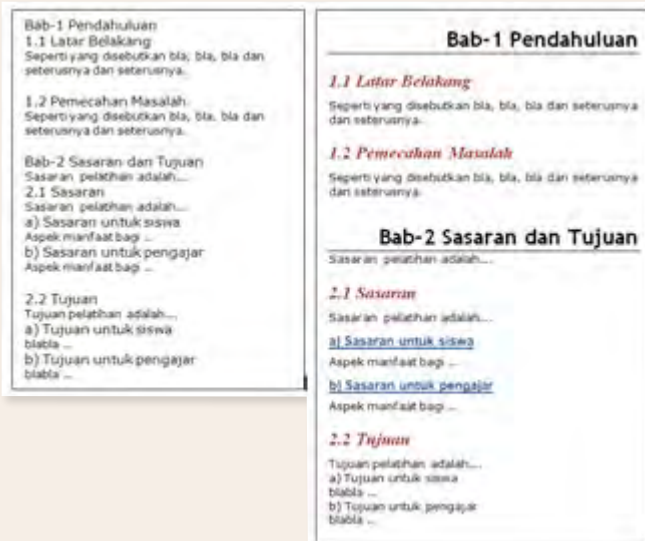 Bab-1 Pendahuluan
1.1 Latar Belakang
Seperti yang disebutkan bla, bla, bla dan
seterusnya dan seterusnya.
1.2 Pemecahan Masalah
Seperti yang disebutkan bla, bla, bla dan
seterusnya dan seterusnya.
Bab-2 Sasaran dan Tujuan
Sasaran pelatihan adalah....
2.1 Sasaran
Sasaran pelatihan adalah....
a) Sasaran untuk siswa
Aspek manfaat bagi ...
b) Sasaran untuk pengajar
Aspek manfaat bagi ...
2.2 Tujuan
Tujuan pelatihan adalah....
a) Tujuan untuk siswa
blabla ...
b) Tujuan untuk pengajar
blabla ...
Bab-1 Pendahuluan
1.1 Latar Belakang
Seperti yang disebutkan bla, bla, bla dan seterusnya
dan seterusnya.
1.2 Pemecahan Masalah
Seperti yang disebutkan bla, bla, bla dan seterusnya
dan seterusnya.
Bab-2 Sasaran dan Tujuan
Sasaran pelatihan adalah....
2.1 Sasaran
Sasaran pelatihan adalah....
a) Sasaran untuk siswa
Aspek manfaat bagi ...
b) Sasaran untuk pengajar
Aspek manfaat bagi ...
2.2 Tujuan
Tujuan pelatihan adalah....
a) Tujuan untuk siswa
blabla ...
b) Tujuan untuk pengajar
blabla ...